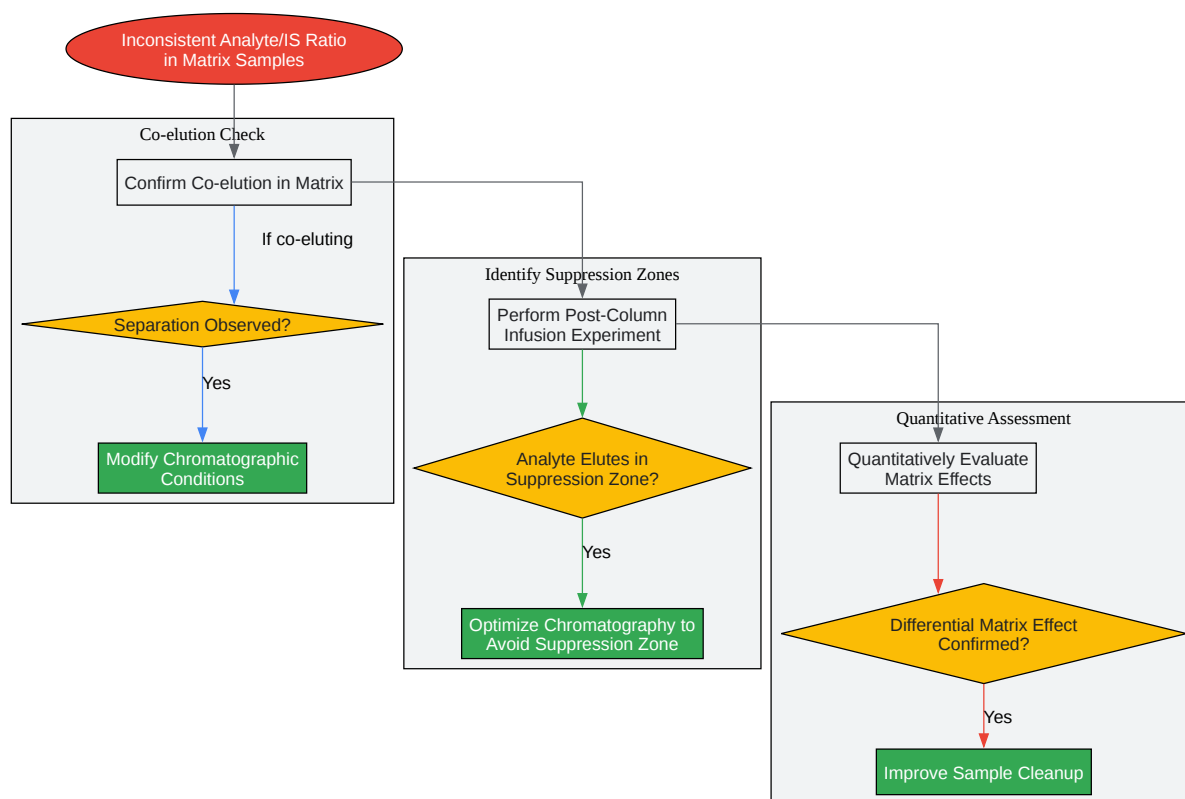 Inconsistent Analyte/IS Ratio
in Matrix Samples
Co-elution Check
Confirm Co-elution in Matrix
If co-eluting
Separation Observed?
Yes
Modify Chromatographic
Conditions
Identify Suppression Zones
Perform Post-Column
Infusion Experiment
Analyte Elutes in
Suppression Zone?
Yes
Optimize Chromatography to
Avoid Suppression Zone
Quantitative Assessment
Quantitatively Evaluate
Matrix Effects
Differential Matrix Effect
Confirmed?
Yes
Improve Sample Cleanup